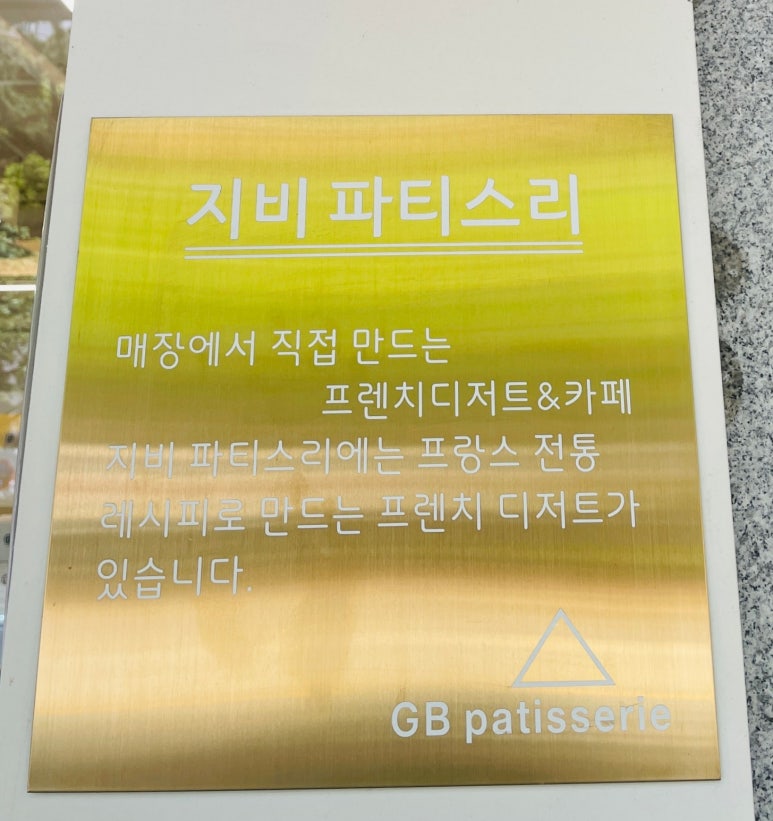 지비 파티스리
매장에서 직접 만드는
프렌치디저트&카페
지비 파티스리에는 프랑스 전통
레시피로 만드는 프렌치 디저트가
있습니다.
GB patisserie